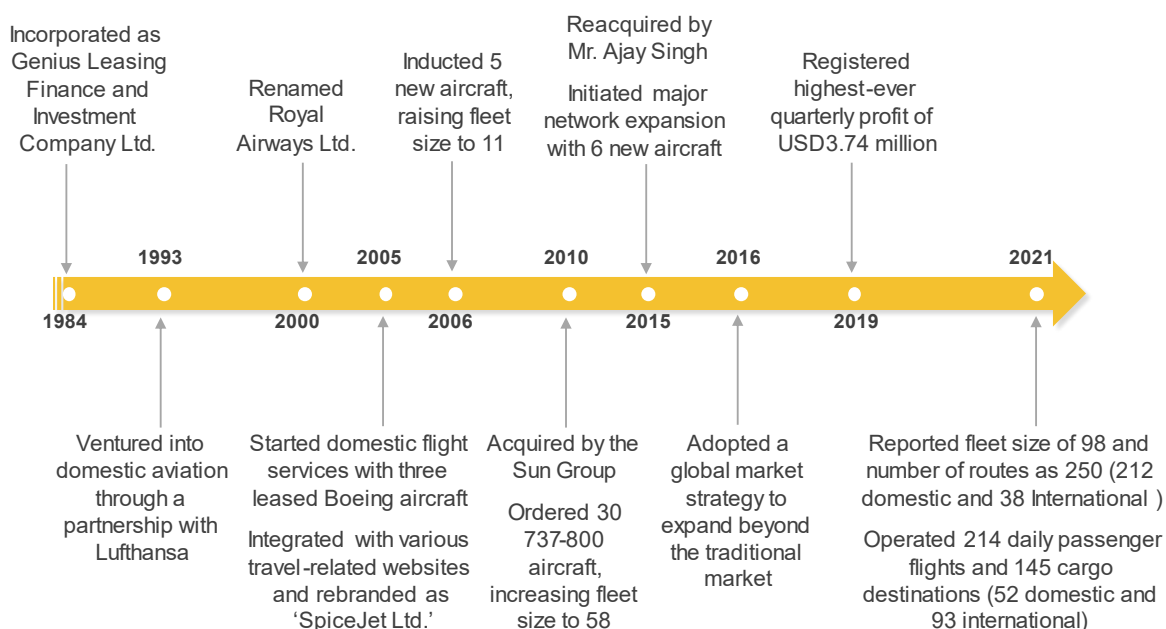 Incorporated as
Genius Leasing
Finance and
Investment
Company Ltd.
Renamed
Royal
Airways Ltd.
Inducted 5
new aircraft,
raising fleet
size to 11
Reacquired by
Mr. Ajay Singh
Initiated major
network expansion
with 6 new aircraft
Registered
highest-ever
quarterly profit of
USD3.74 million
1993
2005
2010
2016
2021
1984
2000
2006
2015
2019
Ventured into
domestic aviation
through a
partnership with
Lufthansa
Started domestic flight
services with three
leased Boeing aircraft
Integrated with various
travel-related websites
and rebranded as
‘SpiceJet Ltd.’
Acquired by the
Sun Group
Ordered 30
737-800
aircraft,
increasing fleet
size to 58
Adopted a
global market
strategy to
expand beyond
the traditional
market
Reported fleet size of 98 and
number of routes as 250 (212
domestic and 38 International )
Operated 214 daily passenger
flights and 145 cargo
destinations (52 domestic and
93 international)